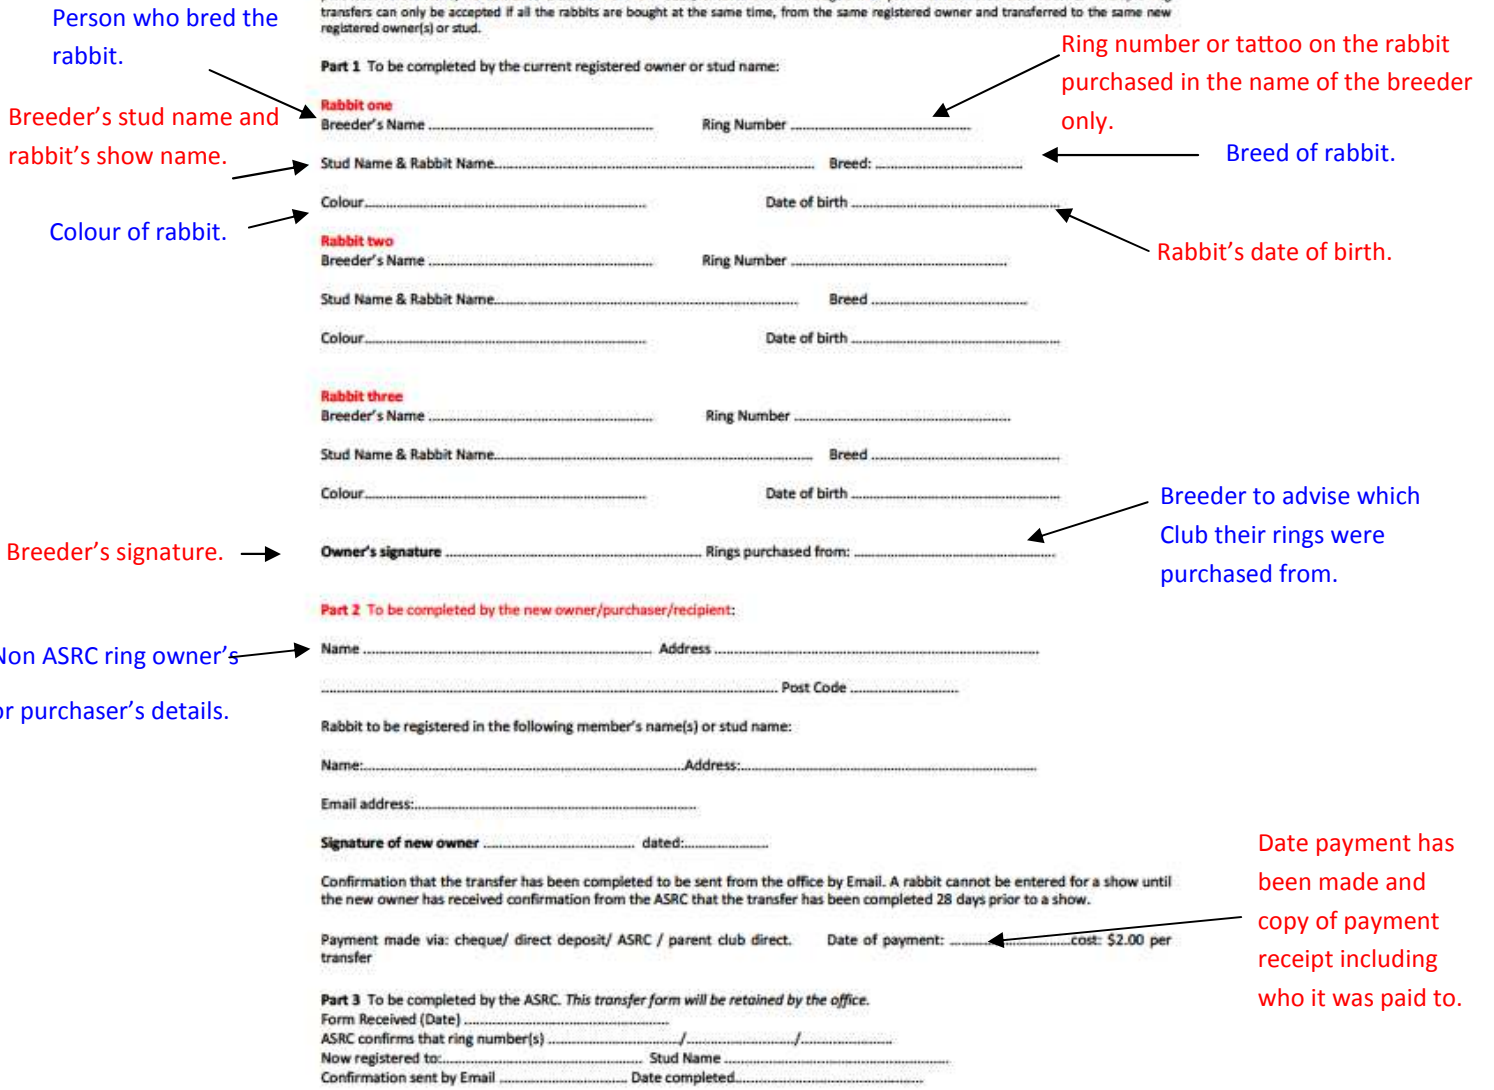 transfers can only be accepted if all the rabbits are bought at the same time, from the same registered owner and transferred to the same new
registered owner(s) or stud.
Person who bred the
rabbit.
Part 1 To be completed by the current registered owner or stud name:
Ring number or tattoo on the rabbit
purchased in the name of the breeder
only.
Breeder's stud name and
rabbit's show name.
Rabbit one
Breeder's Name ........ Ring Number ........
Breed of rabbit.
Stud Name & Rabbit Name........ Breed: ........
Colour........ Date of birth ........
Colour of rabbit.
Rabbit's date of birth.
Rabbit two
Breeder's Name ........ Ring Number ........
Stud Name & Rabbit Name........ Breed ........
Colour........ Date of birth ........
Rabbit three
Breeder's Name ........ Ring Number ........
Stud Name & Rabbit Name........ Breed ........
Colour........ Date of birth ........
Breeder to advise which
Club their rings were
purchased from.
Breeder's signature.
Owner's signature ........ Rings purchased from: ........
Part 2 To be completed by the new owner/purchaser/recipient:
Non ASRC ring owner's
or purchaser's details.
Name ........ Address ........
........ Post Code ........
Rabbit to be registered in the following member's name(s) or stud name:
Name:........Address:........
Email address:........
Signature of new owner ........ dated:........
Confirmation that the transfer has been completed to be sent from the office by Email. A rabbit cannot be entered for a show until
the new owner has received confirmation from the ASRC that the transfer has been completed 28 days prior to a show.
Date payment has
been made and
copy of payment
receipt including
who it was paid to.
Payment made via: cheque/ direct deposit/ ASRC / parent club direct. Date of payment: ........cost: $2.00 per
transfer
Part 3 To be completed by the ASRC. This transfer form will be retained by the office.
Form Received (Date) ........
ASRC confirms that ring number(s) ......../......../........
Now registered to:........ Stud Name ........
Confirmation sent by Email ........ Date completed........